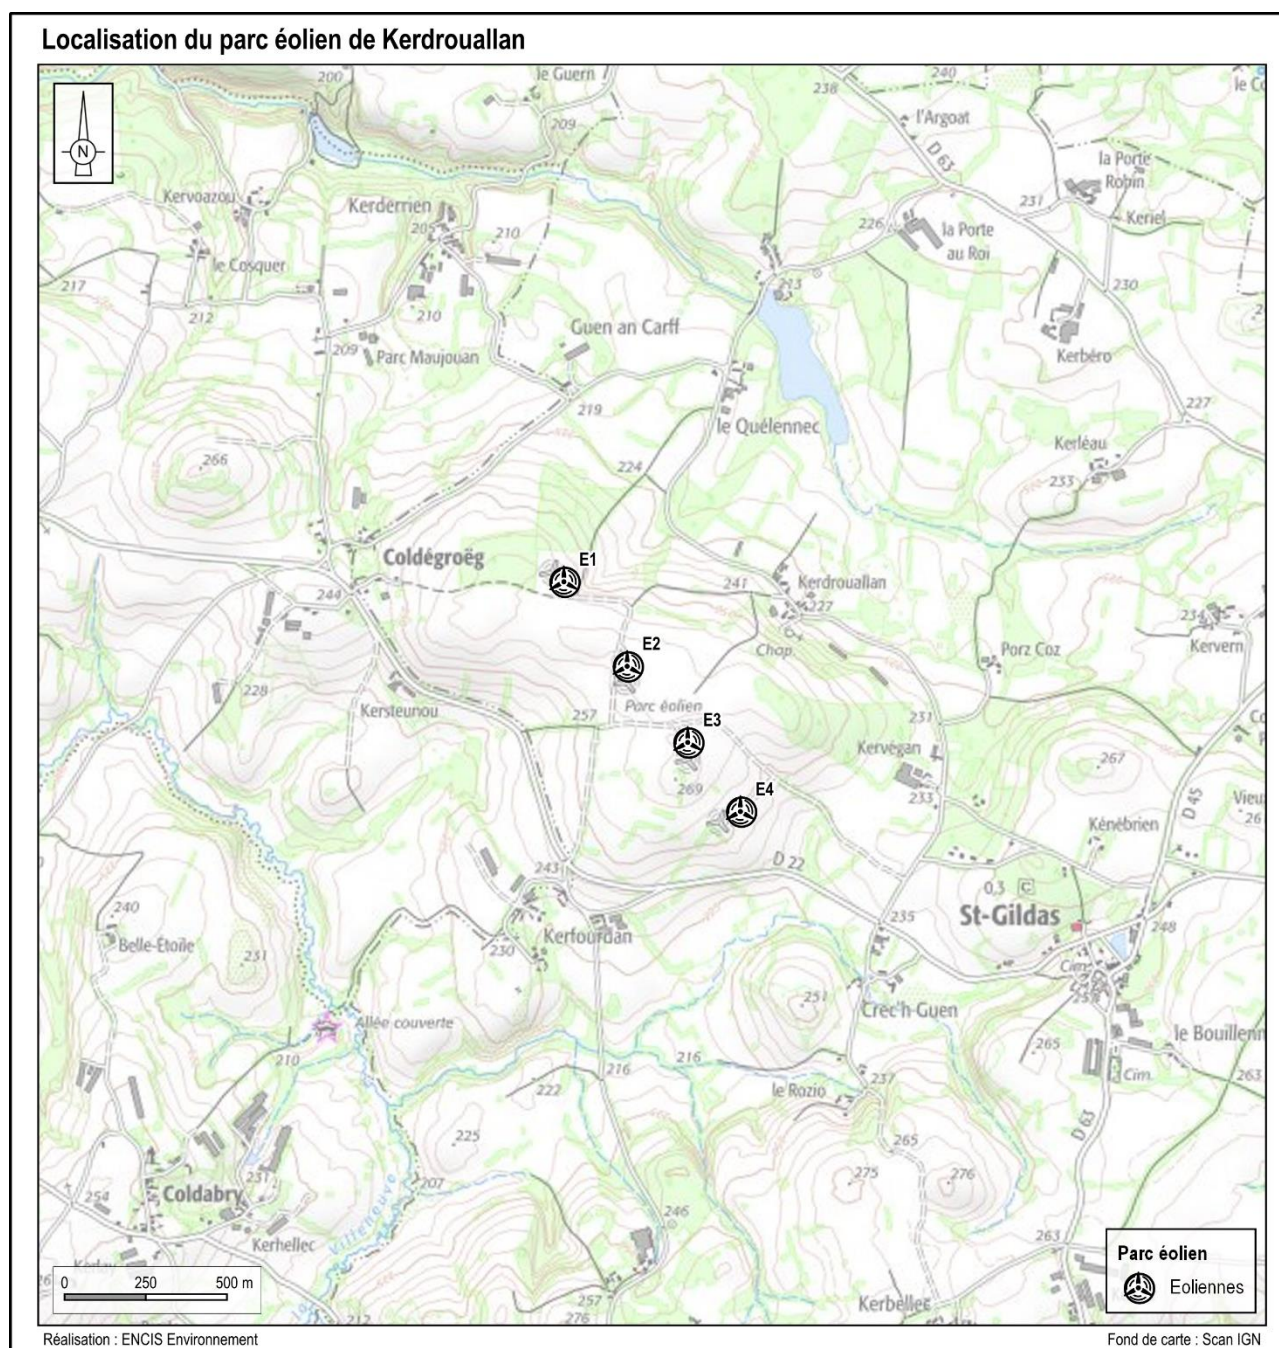 Localisation du parc éolien de Kerdrouallan
200
le Guern
238
240
l'Argoat
209
D 63
N
la Porte
Robin
Kervoazou
Kerderrien
205
210
226
231
Keriel
la Porte
au Roi
le Cosquer
217
213
230
212
210
Guen an Carff
209
Parc Maujouan
Kerbéro
219
227
le Quélennec
Kerléau
266
224
233
Coldégroëg
E1
241
Kerdrouallan
244
227
234
E2
Chap.
Porz Coz
Kervern
228
Kersteunou
257
Parc éolien
231
E3
Kervégan
267
D 45
269
E4
233
Kénébrien
243
D 22
0,3
C
240
St-Gildas
235
248
Belle-Etoile
230
Kerfourdan
231
Cim.
251
Crec'h Guen
Allée couverte
265
le Bouillenn
210
216
216
237
Cim.
263
222
le Rozio
D 63
225
265
275
276
231
207
254
Coldabry
246
Villeneuve
Kerhellec
263
Parc éolien
0
250
500 m
Eoliennes
257
Kerbellec
212
276
Réalisation : ENCIS Environnement
Fond de carte : Scan IGN